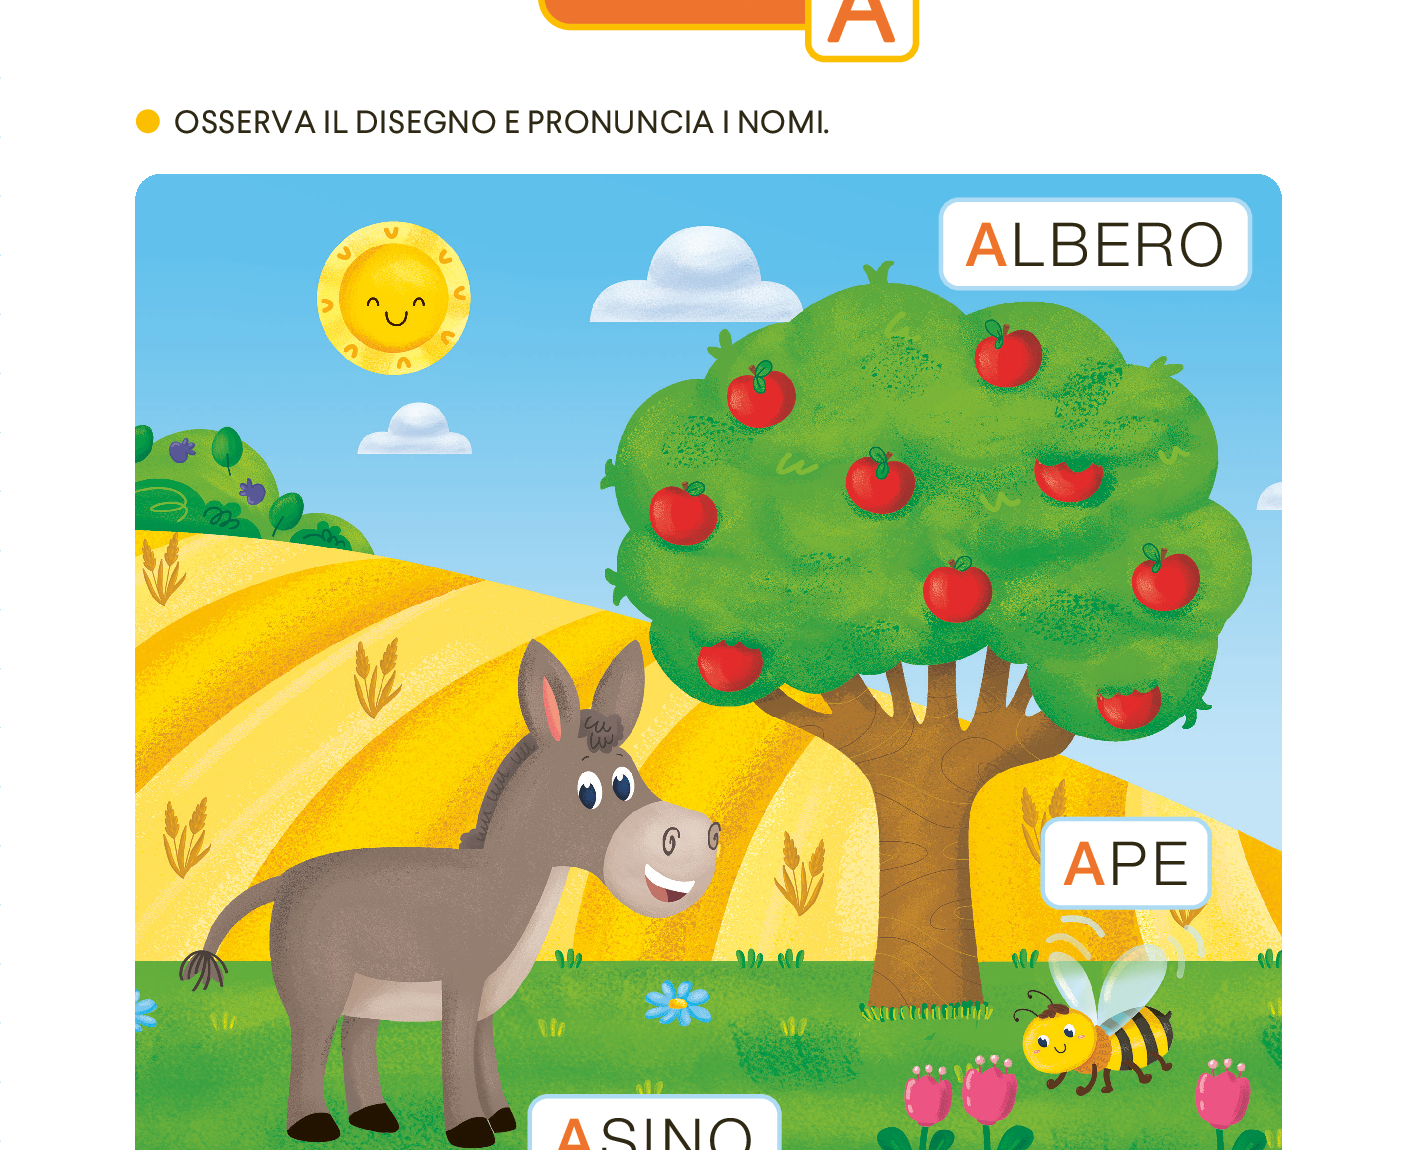 A
OSSERVA IL DISEGNO E PRONUNCIA I NOMI.
ALBERO
APE
ASINO